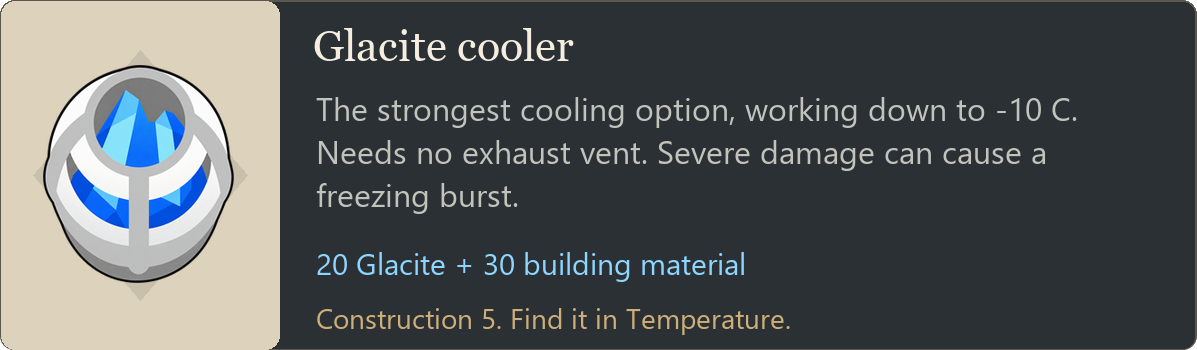 Glacite cooler
The strongest cooling option, working down to -10 C.
Needs no exhaust vent. Severe damage can cause a
freezing burst.
20 Glacite + 30 building material
Construction 5. Find it in Temperature.